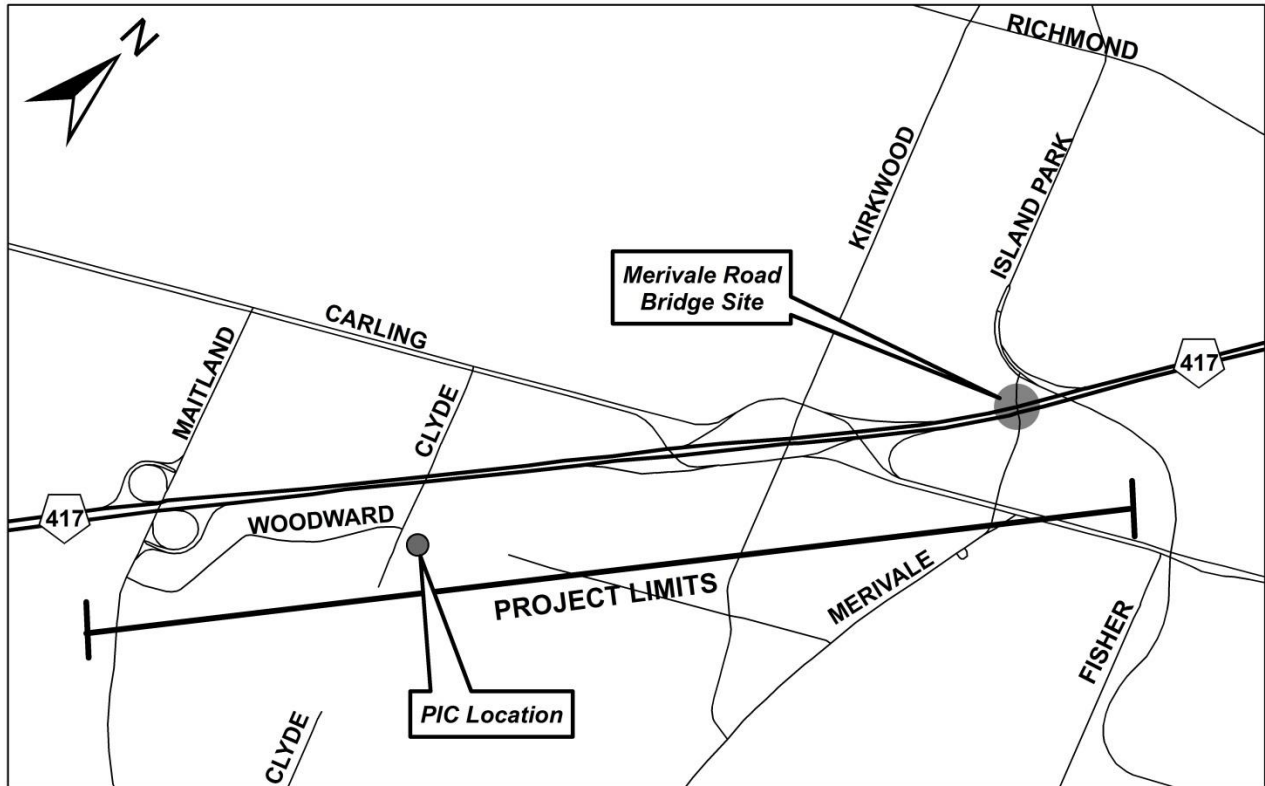 N
RICHMOND
KIRKWOOD
ISLAND PARK
Merivale Road
Bridge Site
CARLING
MAITLAND
CLYDE
417
417
WOODWARD
PROJECT LIMITS
MERIVALE
FISHER
PIC Location
CLYDE